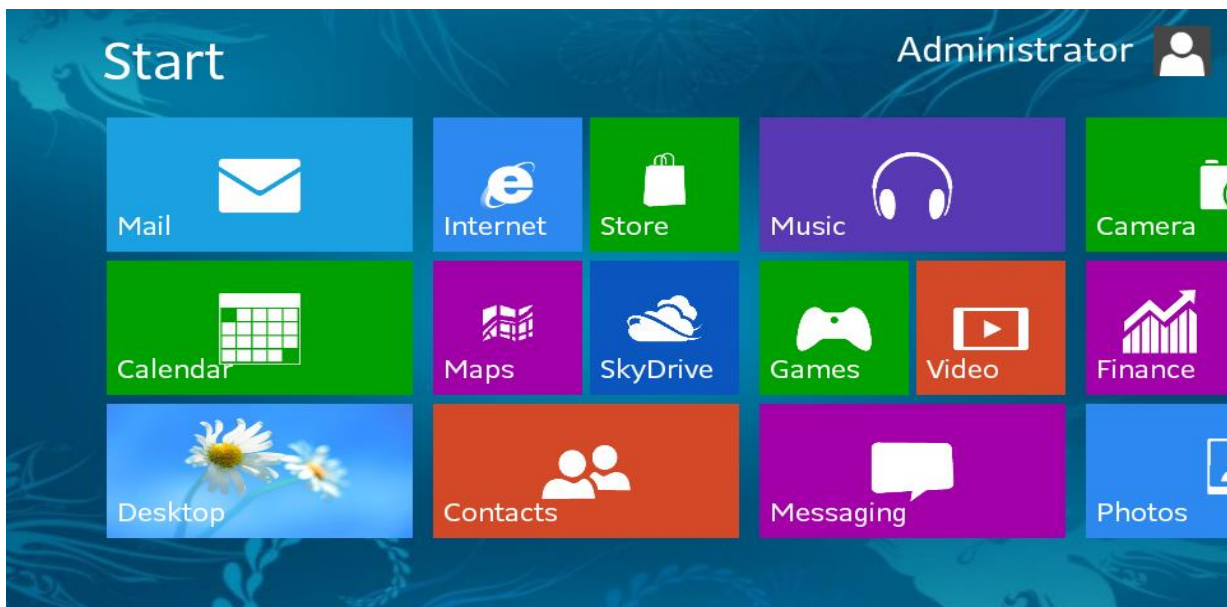 Start
Administrator
Mail
Internet
Store
Music
Camera
Calendar
Maps
SkyDrive
Games
Video
Finance
Desktop
Contacts
Messaging
Photos